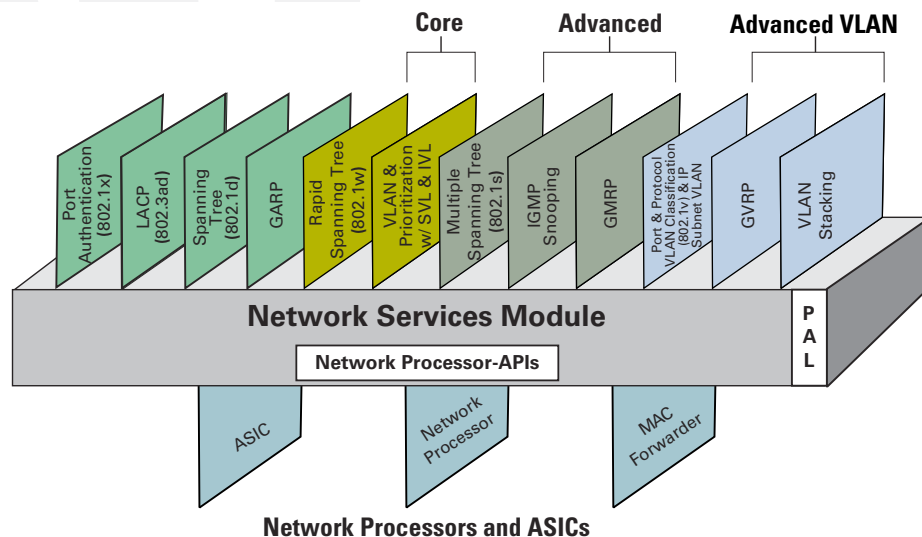 Core
Advanced
Advanced VLAN
Port
Authentication
(802.1x)
LACP
(802.3ad)
Spanning
Tree
(802.1d)
GARP
Rapid
Spanning Tree
(802.1w)
VLAN &
Prioritization
w/ SVL & IVL
Multiple
Spanning Tree
(802.1s)
IGMP
Snooping
GMRP
Port & Protocol
VLAN Classification
(802.1v) & IP
Subnet VLAN
GVRP
VLAN
Stacking
Network Services Module
Network Processor-APIs
P
A
L
ASIC
Network
Processor
MAC
Forwarder
Network Processors and ASICs